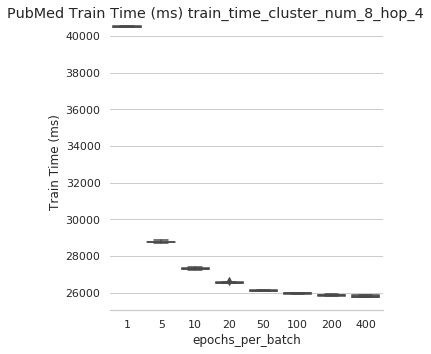 PubMed Train Time (ms) train_time_cluster_num_8_hop_4
40000
38000
36000
34000
32000
30000
28000
26000
Train Time (ms)
1 5 10 20 50 100 200 400
epochs_per_batch